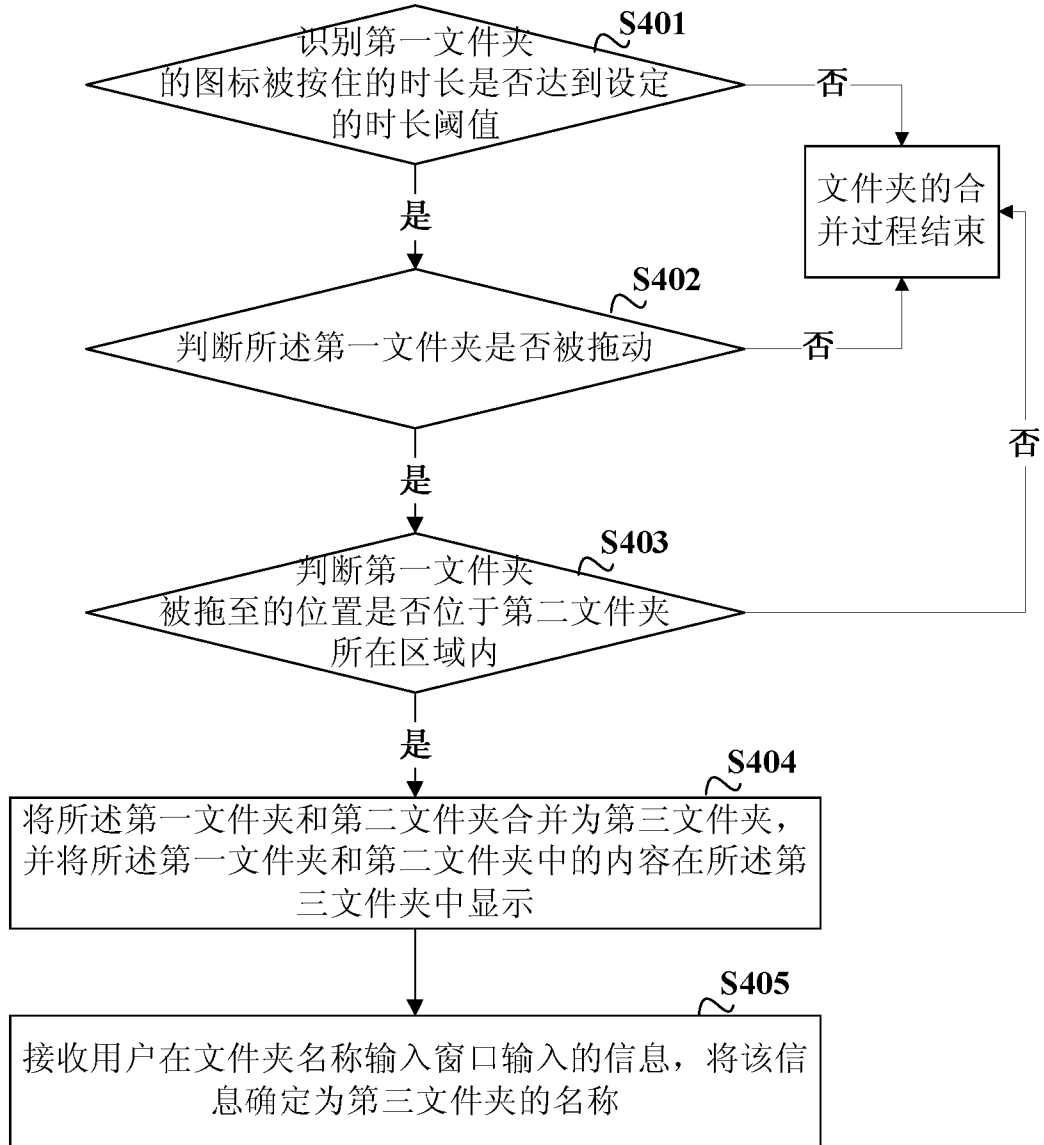 S401
识别第一文件夹
的图标被按住的时长是否达到设定
的时长阈值
否
是
文件夹的合
并过程结束
S402
判断所述第一文件夹是否被拖动
否
是
否
S403
判断第一文件夹
被拖至的位置是否位于第二文件夹
所在区域内
是
S404
将所述第一文件夹和第二文件夹合并为第三文件夹，
并将所述第一文件夹和第二文件夹中的内容在所述第
三文件夹中显示
S405
接收用户在文件夹名称输入窗口输入的信息，将该信
息确定为第三文件夹的名称